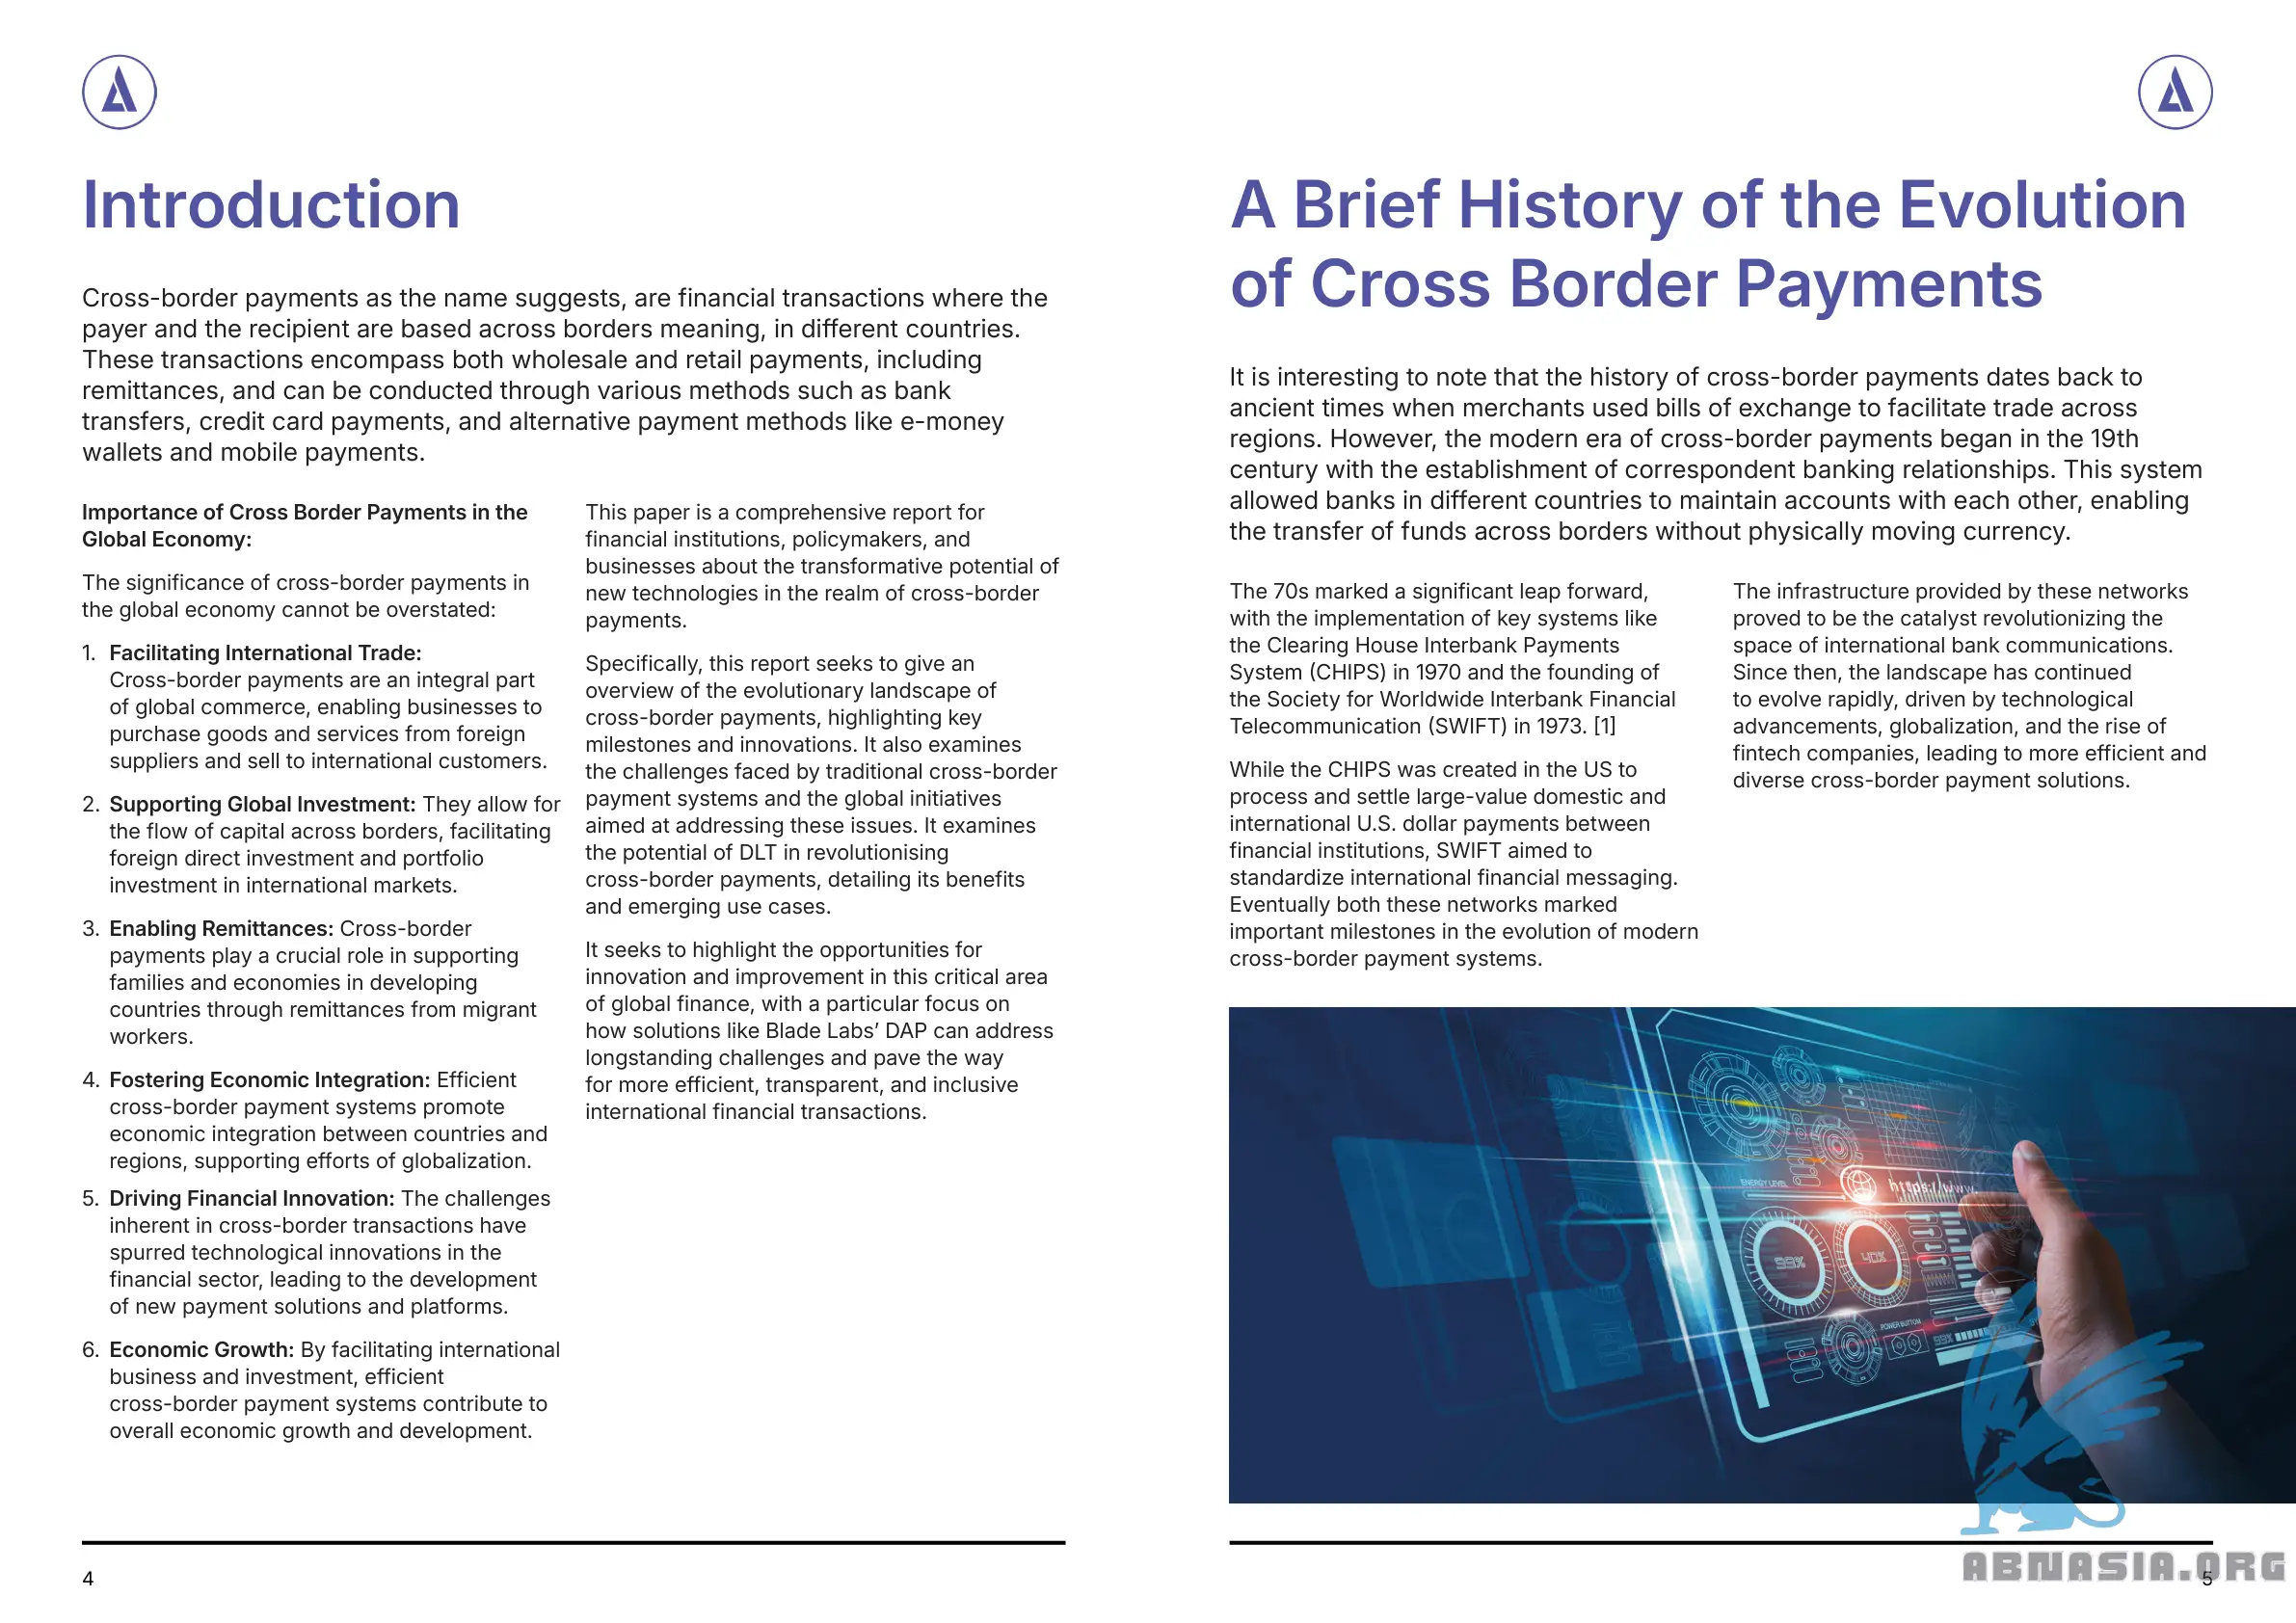 Introduction
Cross-border payments as the name suggests, are financial transactions where the
payer and the recipient are based across borders meaning, in different countries.
These transactions encompass both wholesale and retail payments, including
remittances, and can be conducted through various methods such as bank
transfers, credit card payments, and alternative payment methods like e-money
wallets and mobile payments.
Importance of Cross Border Payments in the
Global Economy:
The significance of cross-border payments in
the global economy cannot be overstated:
1. Facilitating International Trade:
Cross-border payments are an integral part
of global commerce, enabling businesses to
purchase goods and services from foreign
suppliers and sell to international customers.
2. Supporting Global Investment: They allow for
the flow of capital across borders, facilitating
foreign direct investment and portfolio
investment in international markets.
3. Enabling Remittances: Cross-border
payments play a crucial role in supporting
families and economies in developing
countries through remittances from migrant
workers.
4. Fostering Economic Integration: Efficient
cross-border payment systems promote
economic integration between countries and
regions, supporting efforts of globalization.
5. Driving Financial Innovation: The challenges
inherent in cross-border transactions have
spurred technological innovations in the
financial sector, leading to the development
of new payment solutions and platforms.
6. Economic Growth: By facilitating international
business and investment, efficient
cross-border payment systems contribute to
overall economic growth and development.
This paper is a comprehensive report for
financial institutions, policymakers, and
businesses about the transformative potential of
new technologies in the realm of cross-border
payments.
Specifically, this report seeks to give an
overview of the evolutionary landscape of
cross-border payments, highlighting key
milestones and innovations. It also examines
the challenges faced by traditional cross-border
payment systems and the global initiatives
aimed at addressing these issues. It examines
the potential of DLT in revolutionising
cross-border payments, detailing its benefits
and emerging use cases.
It seeks to highlight the opportunities for
innovation and improvement in this critical area
of global finance, with a particular focus on
how solutions like Blade Labs’ DAP can address
longstanding challenges and pave the way
for more efficient, transparent, and inclusive
international financial transactions.
4
A Brief History of the Evolution
of Cross Border Payments
It is interesting to note that the history of cross-border payments dates back to
ancient times when merchants used bills of exchange to facilitate trade across
regions. However, the modern era of cross-border payments began in the 19th
century with the establishment of correspondent banking relationships. This system
allowed banks in different countries to maintain accounts with each other, enabling
the transfer of funds across borders without physically moving currency.
The 70s marked a significant leap forward,
with the implementation of key systems like
the Clearing House Interbank Payments
System (CHIPS) in 1970 and the founding of
the Society for Worldwide Interbank Financial
Telecommunication (SWIFT) in 1973. [1]
While the CHIPS was created in the US to
process and settle large-value domestic and
international U.S. dollar payments between
financial institutions, SWIFT aimed to
standardize international financial messaging.
Eventually both these networks marked
important milestones in the evolution of modern
cross-border payment systems.
The infrastructure provided by these networks
proved to be the catalyst revolutionizing the
space of international bank communications.
Since then, the landscape has continued
to evolve rapidly, driven by technological
advancements, globalization, and the rise of
fintech companies, leading to more efficient and
diverse cross-border payment solutions.
ENERGY LEVEL
https://www.
99%
40%
POWER BUTTOM
99%
ABNASIA.ORG
5